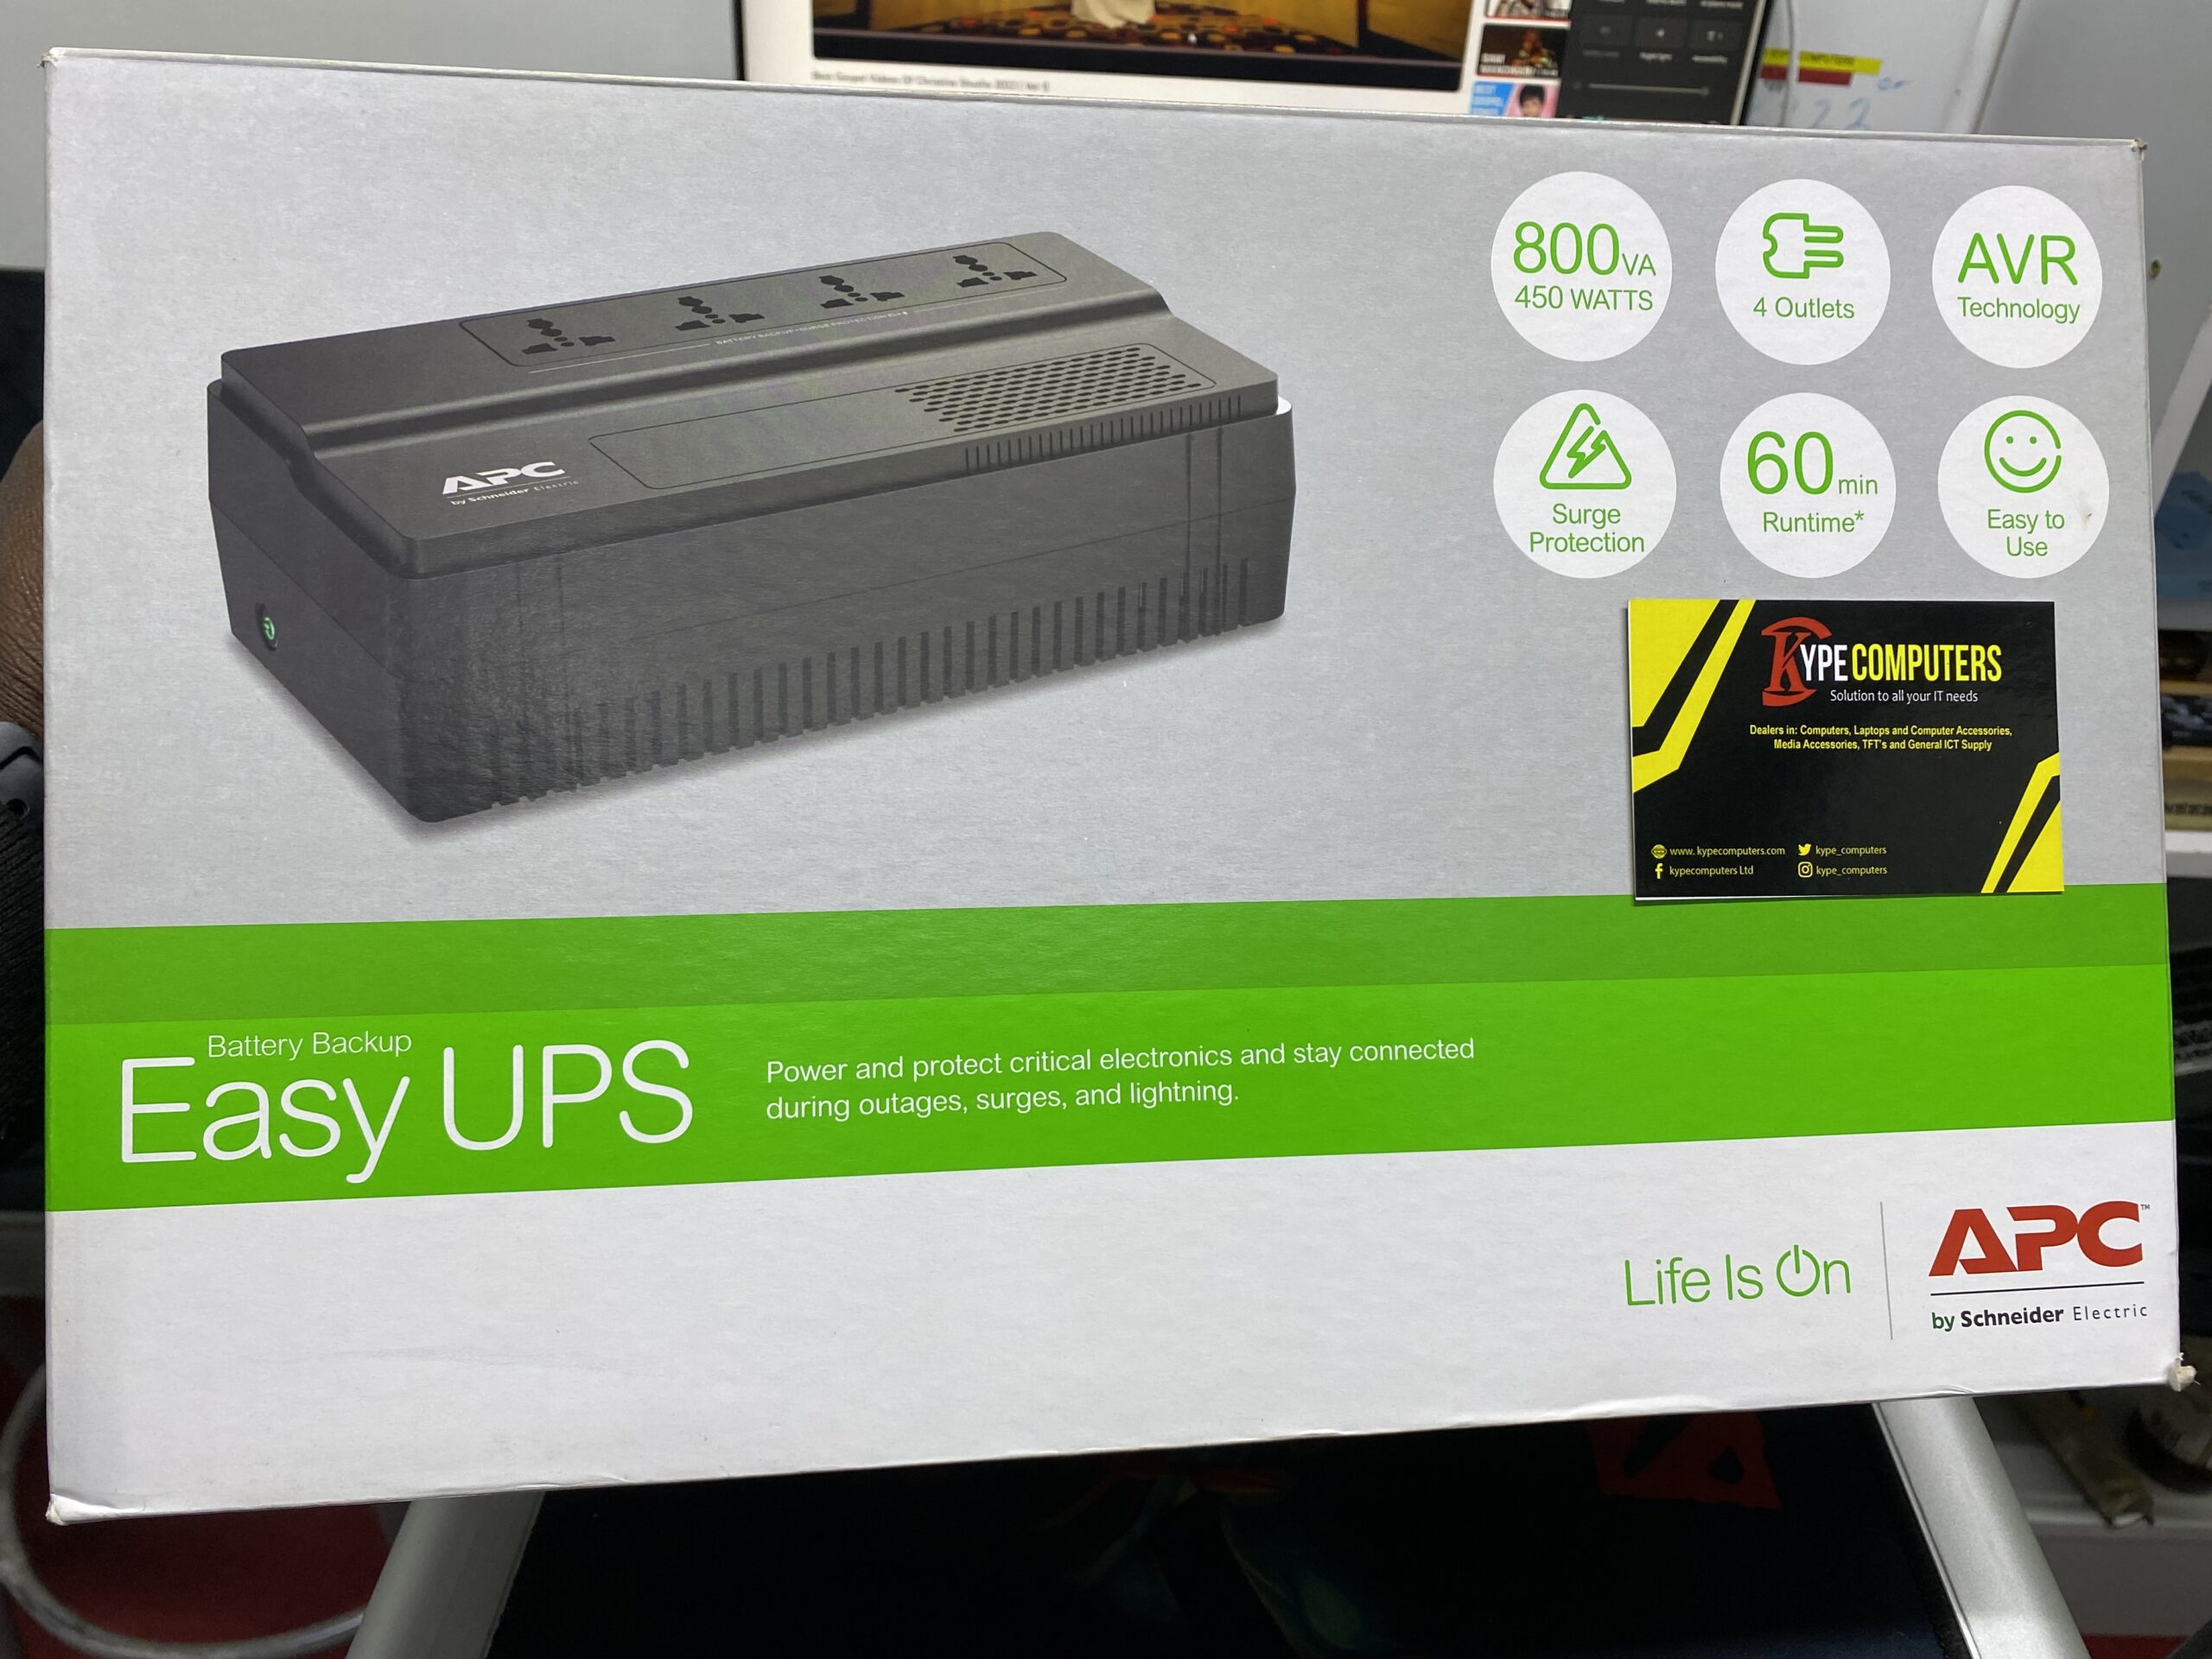 800VA
450 WATTS
4 Outlets
AVR
Technology
Surge
Protection
60min
Runtime*
Easy to
Use
APC
by Schneider Electric
KYPE COMPUTERS
Solution to all your IT needs
Dealers in: Computers, Laptops and Computer Accessories,
Media Accessories, TFT's and General ICT Supply
www. kypecomputers.com
kype_computers
kypecomputers Ltd
kype_computers
Battery Backup
Easy UPS
Power and protect critical electronics and stay connected
during outages, surges, and lightning.
Life Is On
APC™
by Schneider Electric